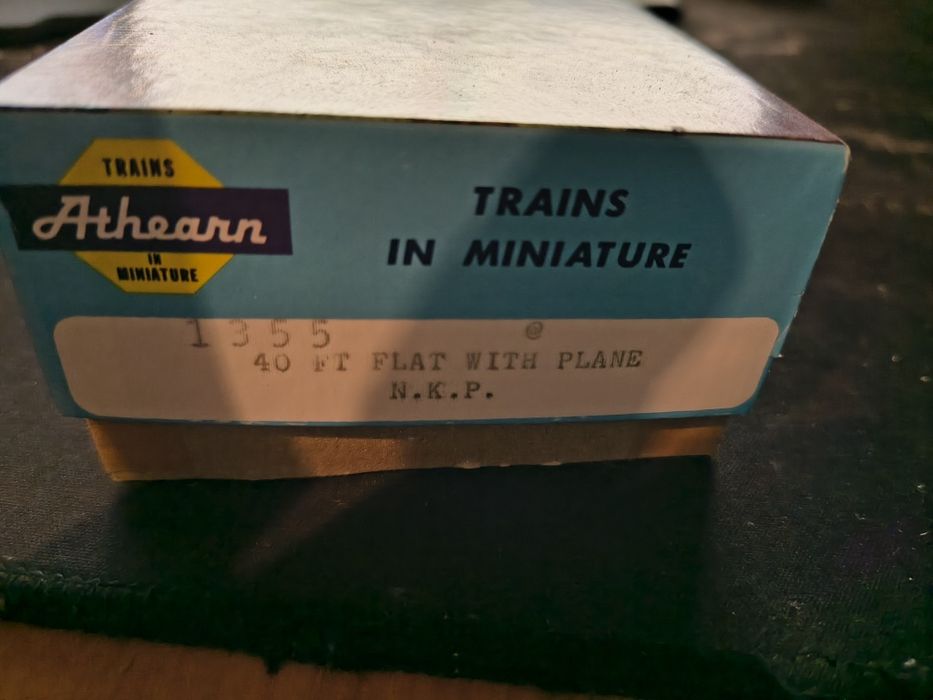 TRAINS
Athearn
IN
MINIATURE
TRAINS
IN MINIATURE
1355 @
40 FT FLAT WITH PLANE
N.K.P.